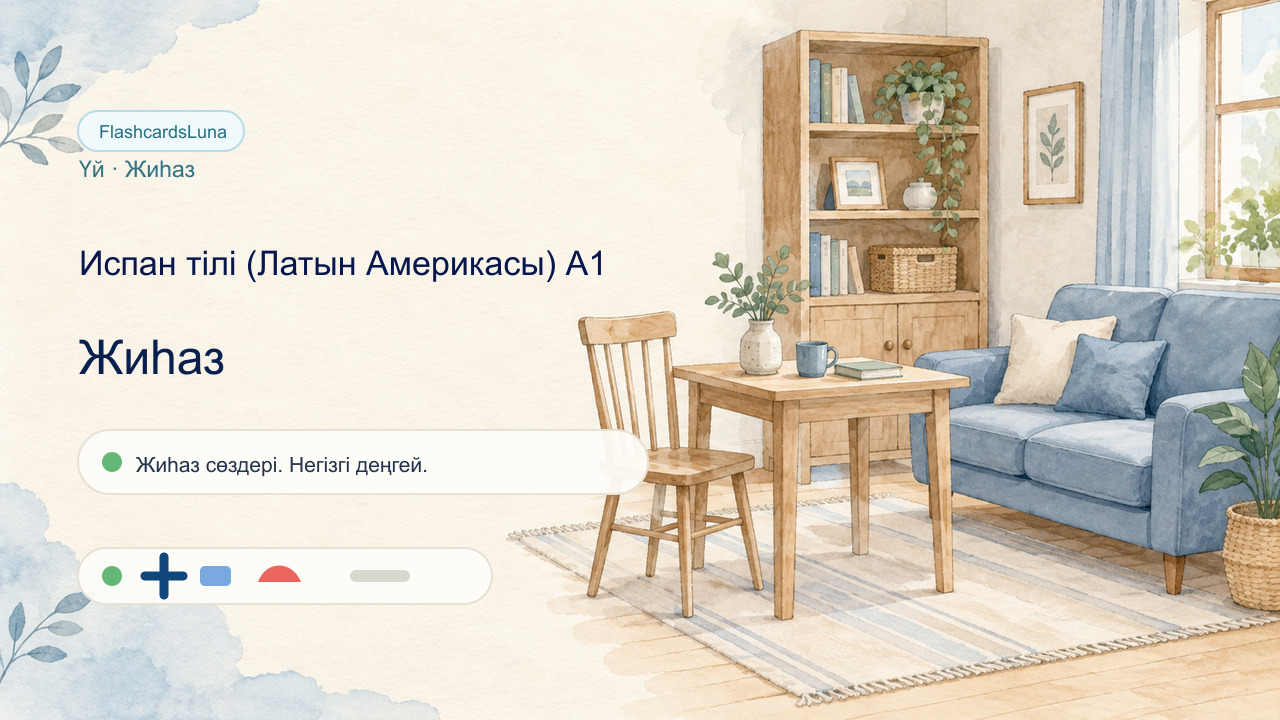 FlashcardsLuna
Үй · Жиһаз
Испан тілі (Латын Америкасы) A1
Жиһаз
Жиһаз сөздері. Негізгі деңгей.